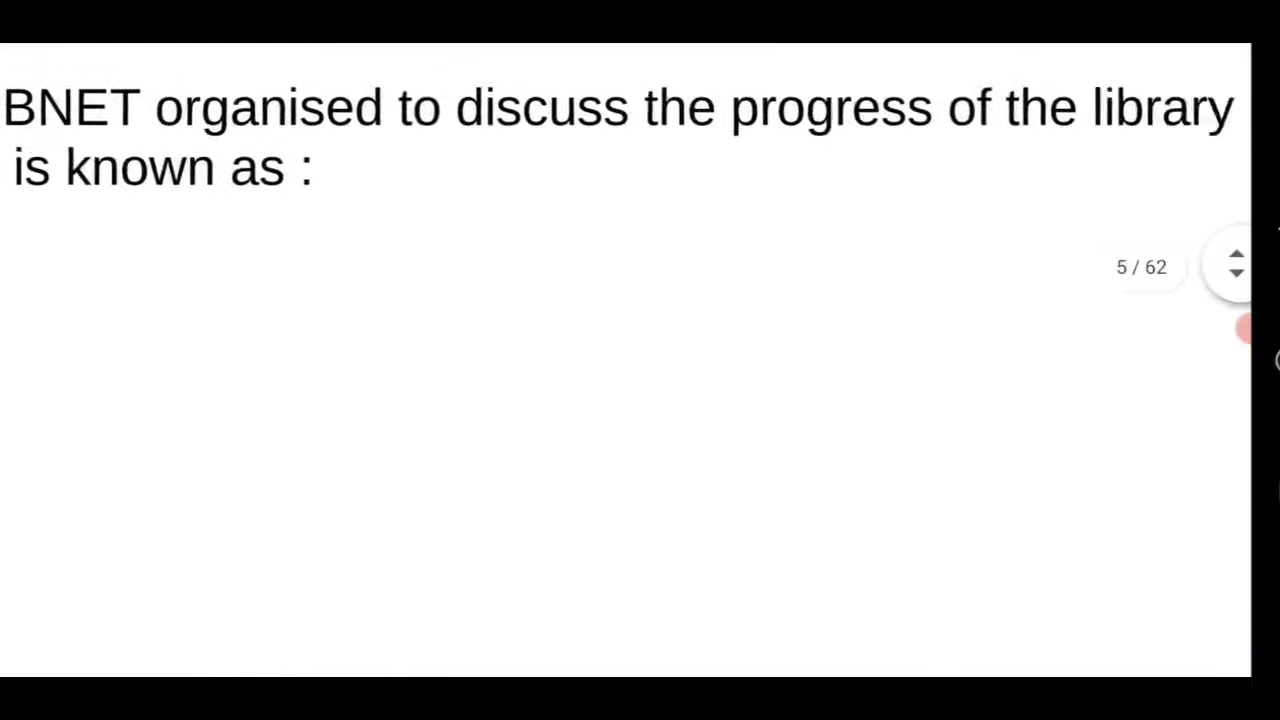 BNET organised to discuss the progress of the library
is known as :
5 / 62